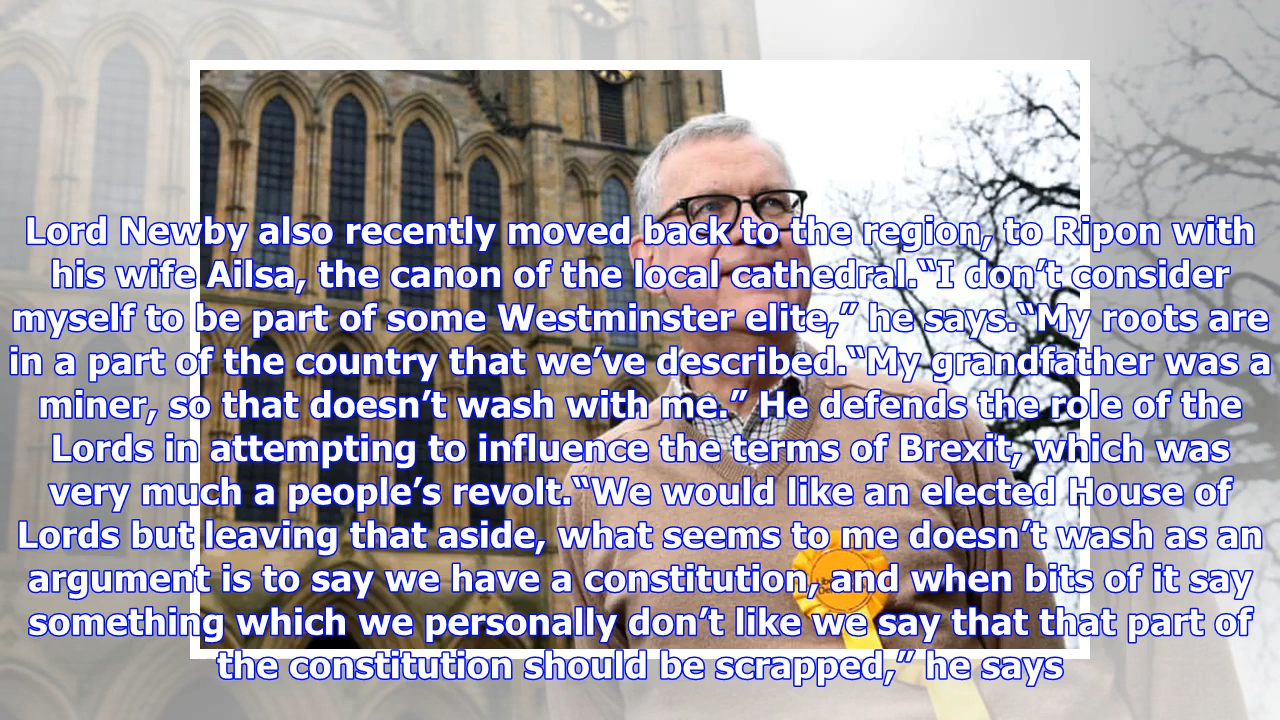 Lord Newby also recently moved back to the region, to Ripon with
his wife Ailsa, the canon of the local cathedral.“I don’t consider
myself to be part of some Westminster elite,” he says.“My roots are
in a part of the country that we’ve described.“My grandfather was a
miner, so that doesn’t wash with me.” He defends the role of the
Lords in attempting to influence the terms of Brexit, which was
very much a people’s revolt.“We would like an elected House of
Lords but leaving that aside, what seems to me doesn’t wash as an
argument is to say we have a constitution, and when bits of it say
something which we personally don’t like we say that that part of
the constitution should be scrapped,” he says